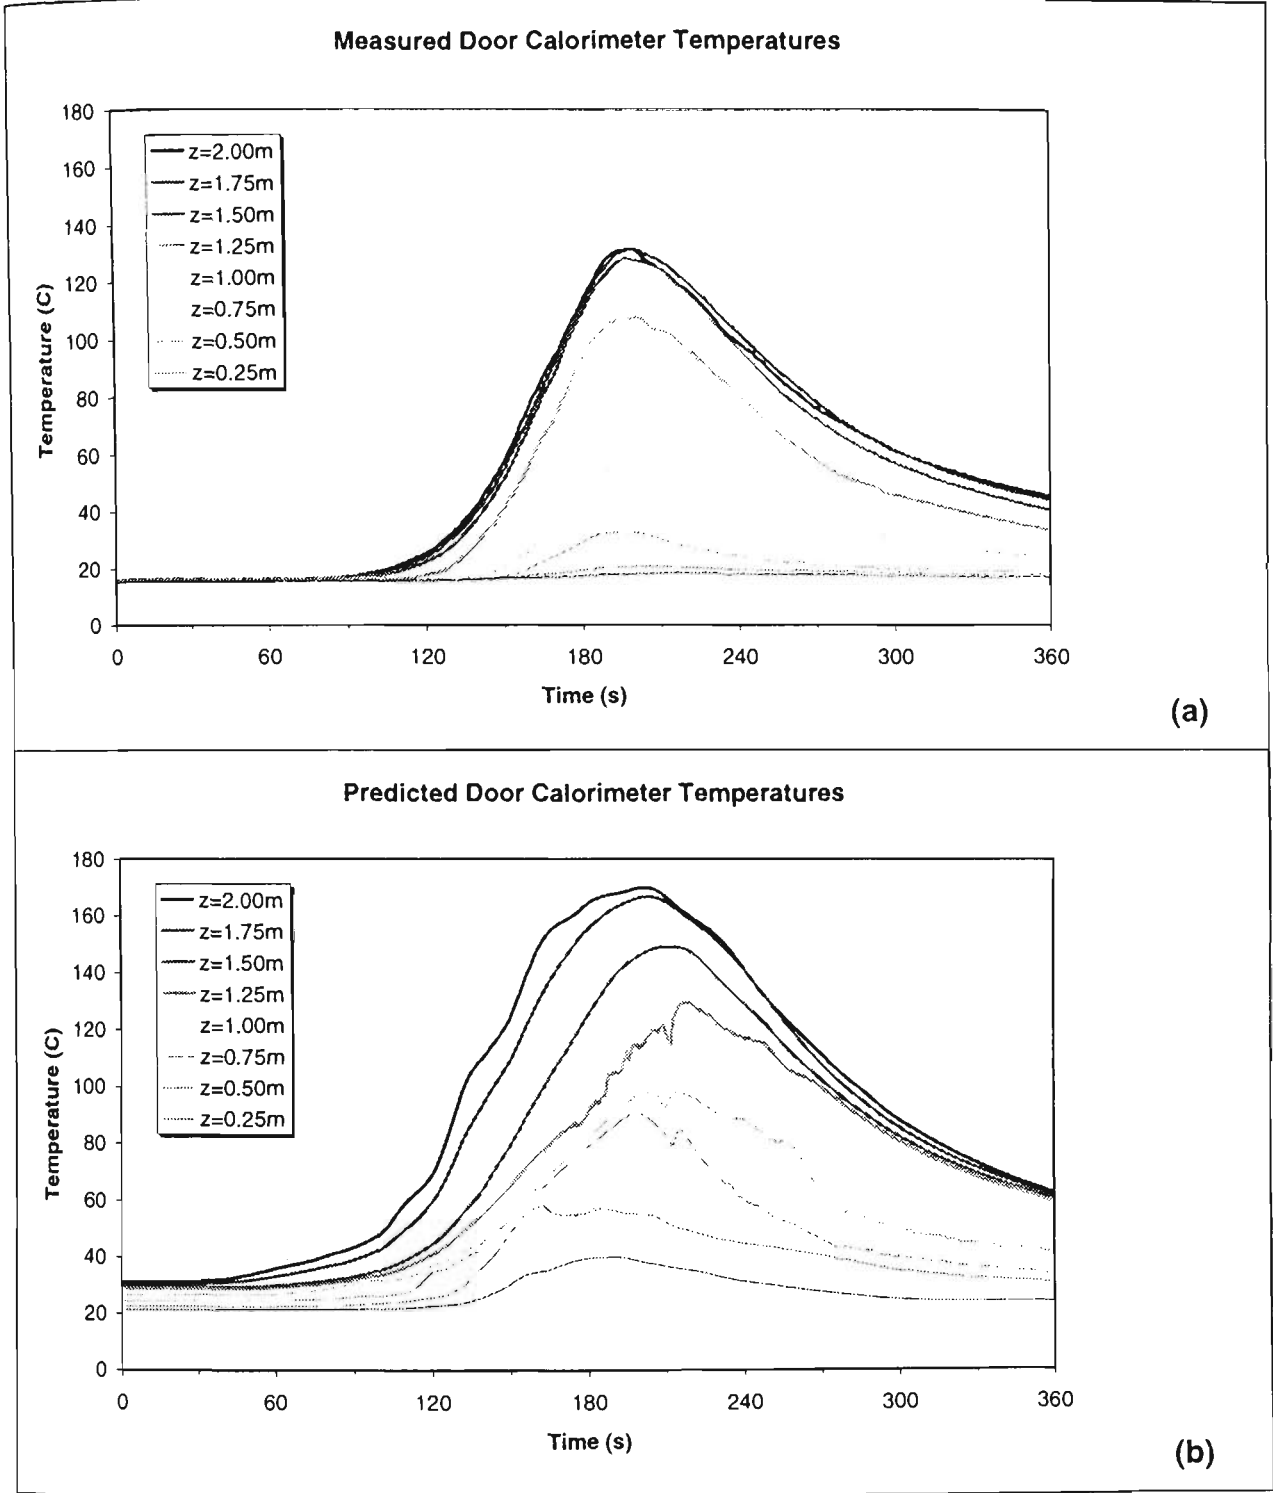 Measured Door Calorimeter Temperatures
180
160
140
120
100
80
60
40
20
0
Temperature (C)
z=2.00m
z=1.75m
z=1.50m
z=1.25m
z=1.00m
z=0.75m
z=0.50m
z=0.25m
0 60 120 180 240 300 360
Time (s)
(a)
Predicted Door Calorimeter Temperatures
180
160
140
120
100
80
60
40
20
0
Temperature (C)
z=2.00m
z=1.75m
z=1.50m
z=1.25m
z=1.00m
z=0.75m
z=0.50m
z=0.25m
0 60 120 180 240 300 360
Time (s)
(b)